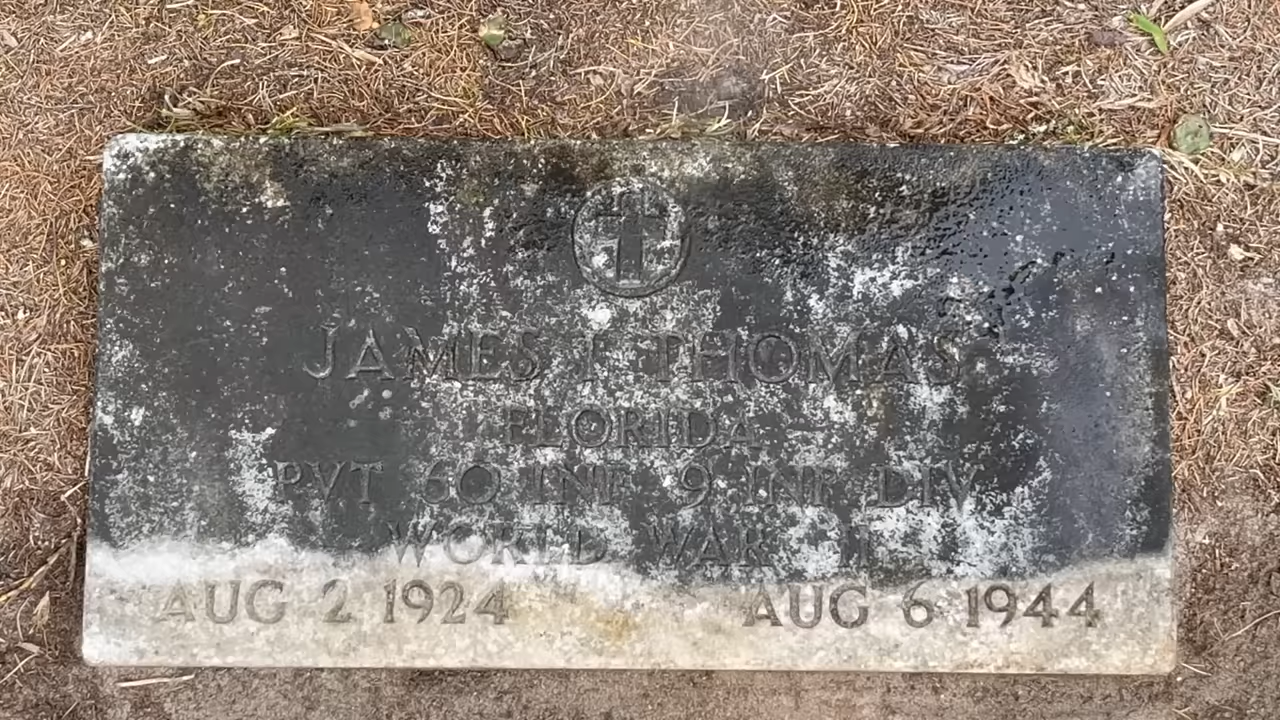 JAMES I THOMAS
FLORIDA
PVT 60 INF 9 INF DIV
WORLD WAR II
AUG 2 1924 AUG 6 1944